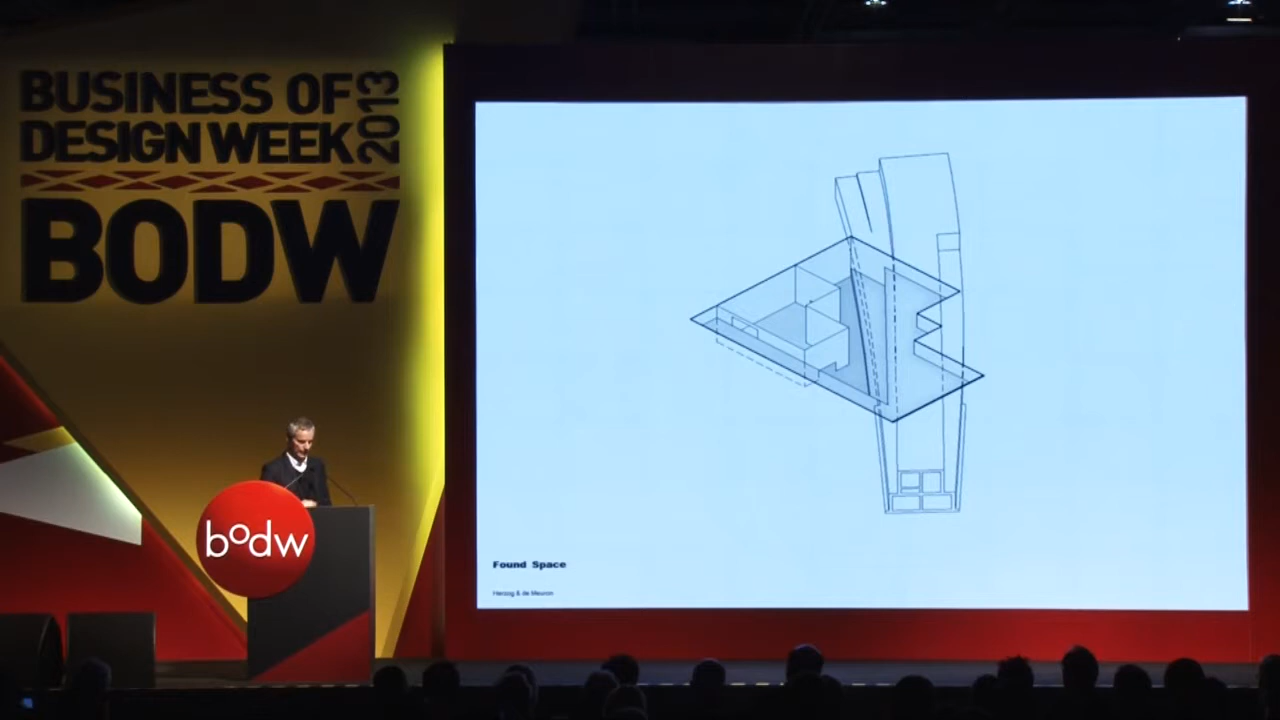 BUSINESS OF
DESIGN WEEK
2013
BODW
bodw
Found Space
Herzog & de Meuron